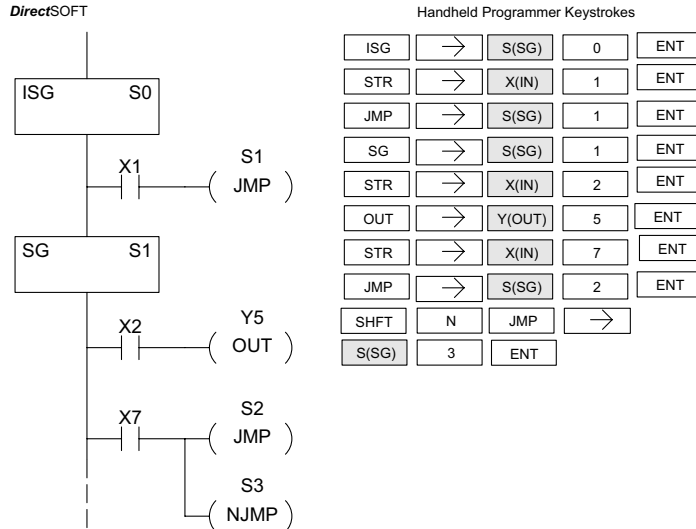 DirectSOFT
ISG S0
X1
S1
JMP
SG S1
X2
Y5
OUT
X7
S2
JMP
S3
NJMP
Handheld Programmer Keystrokes
ISG → S(SG) 0 ENT
STR → X(IN) 1 ENT
JMP → S(SG) 1 ENT
SG → S(SG) 1 ENT
STR → X(IN) 2 ENT
OUT → Y(OUT) 5 ENT
STR → X(IN) 7 ENT
JMP → S(SG) 2 ENT
SHFT N JMP →
S(SG) 3 ENT